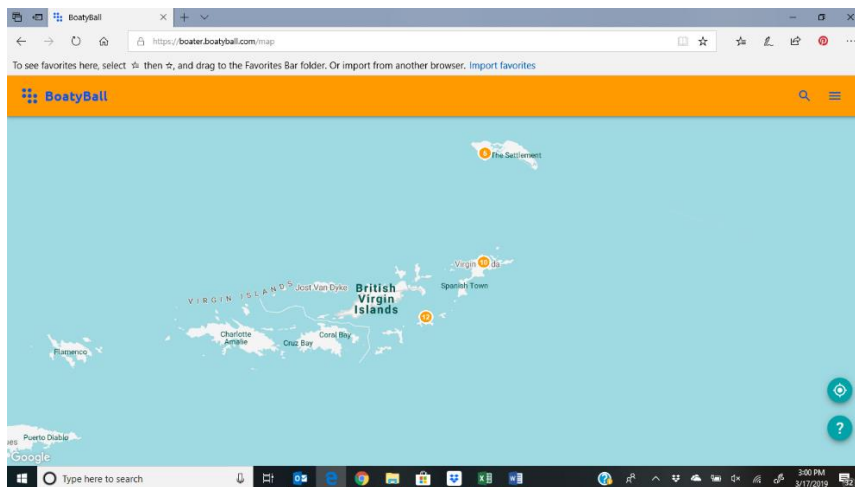 BoatyBall
https://boater.boatyball.com/map
To see favorites here, select ☆ then ☆, and drag to the Favorites Bar folder. Or import from another browser. Import favorites
BoatyBall
6
The Settlement
Virgin
10
da
Spanish Town
VIRGIN ISLANDS
Jost Van Dyke
British
Virgin
Islands
12
Charlotte
Amalie
Cruz Bay
Coral Bay
Flamenco
Puerto Diablo
Google
?
Type here to search
3:00 PM
3/17/2019